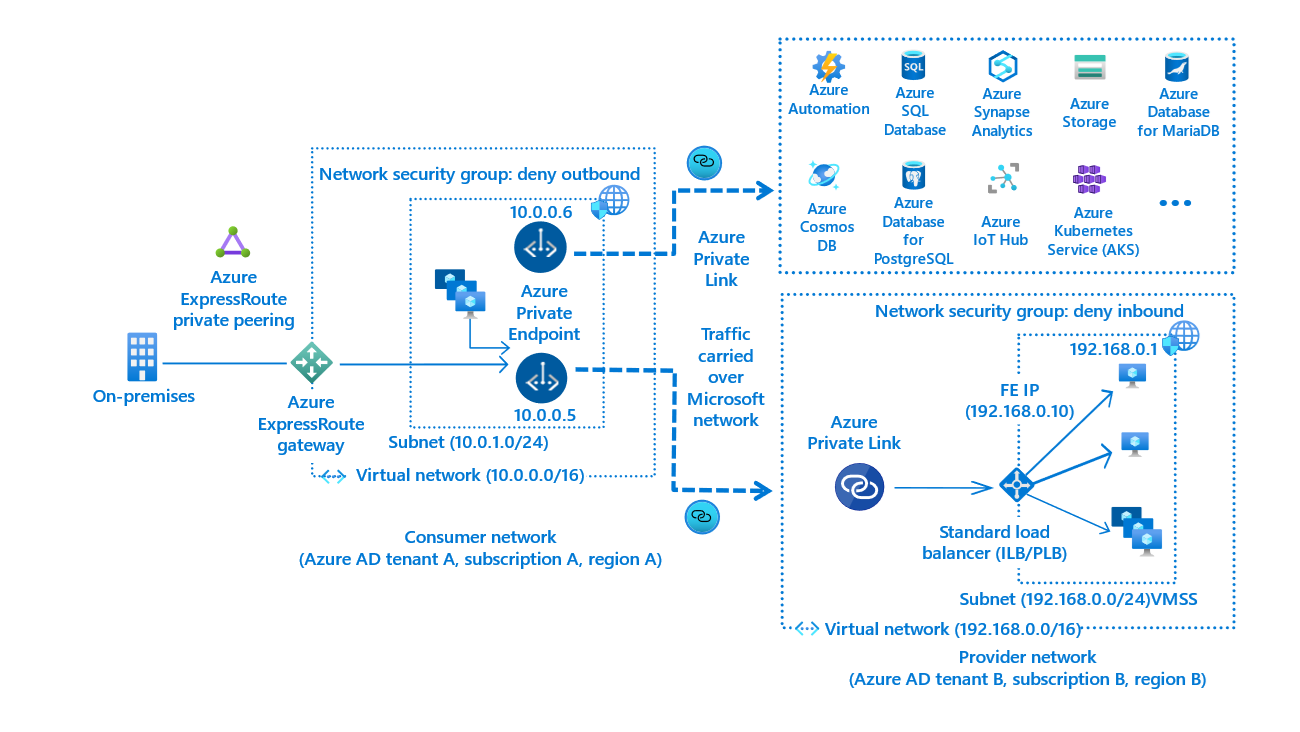 Azure
Automation
Azure
SQL
Database
Azure
Synapse
Analytics
Azure
Storage
Azure
Database
for MariaDB
SQL
Azure
Cosmos
DB
Azure
Database
for
PostgreSQL
Azure
IoT Hub
Azure
Kubernetes
Service (AKS)
Network security group: deny outbound
10.0.0.6
Azure
Private
Endpoint
10.0.0.5
Subnet (10.0.1.0/24)
Virtual network (10.0.0.0/16)
Azure
ExpressRoute
private peering
On-premises
Azure
ExpressRoute
gateway
Azure
Private
Link
Traffic
carried
over
Microsoft
network
Consumer network
(Azure AD tenant A, subscription A, region A)
Network security group: deny inbound
192.168.0.1
FE IP
(192.168.0.10)
Azure
Private Link
Standard load
balancer (ILB/PLB)
Subnet (192.168.0.0/24)VMSS
Virtual network (192.168.0.0/16)
Provider network
(Azure AD tenant B, subscription B, region B)